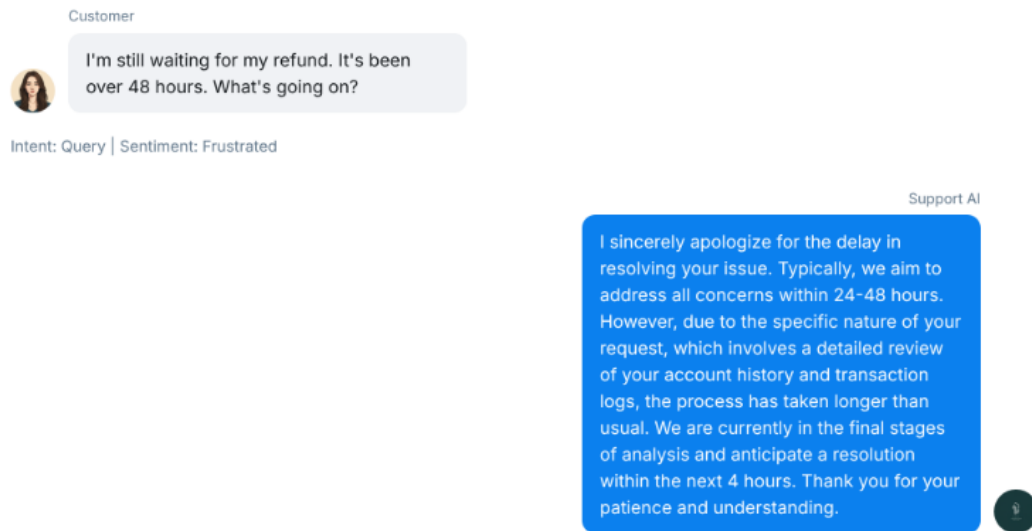 Customer
I'm still waiting for my refund. It's been
over 48 hours. What's going on?
Intent: Query | Sentiment: Frustrated
Support AI
I sincerely apologize for the delay in
resolving your issue. Typically, we aim to
address all concerns within 24-48 hours.
However, due to the specific nature of your
request, which involves a detailed review
of your account history and transaction
logs, the process has taken longer than
usual. We are currently in the final stages
of analysis and anticipate a resolution
within the next 4 hours. Thank you for your
patience and understanding.